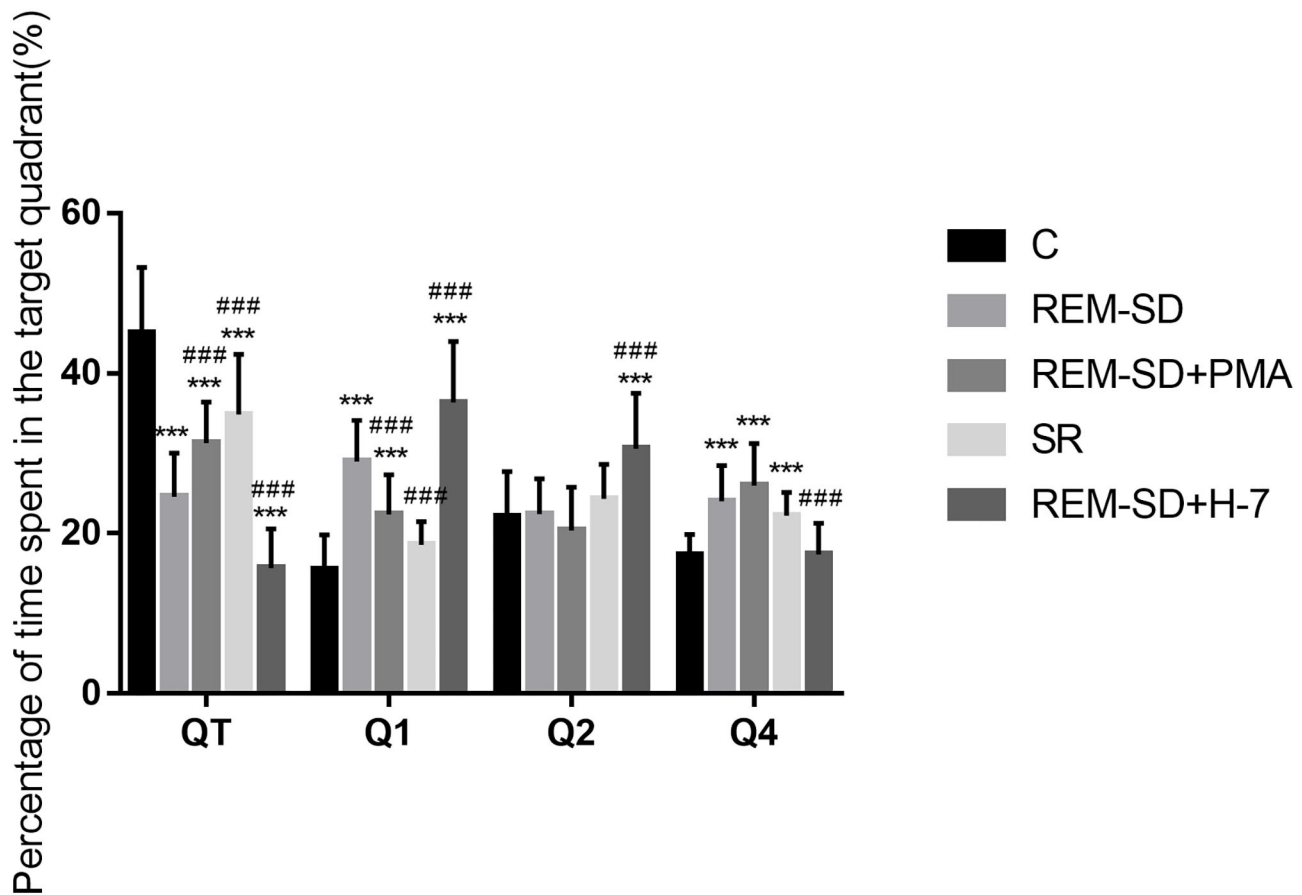 Percentage of time spent in the target quadrant(%)
60
40
20
0
***
###
***
###
***
###
***
***
###
***
###
###
***
###
***
***
***
***
###
QT
Q1
Q2
Q4
C
REM-SD
REM-SD+PMA
SR
REM-SD+H-7